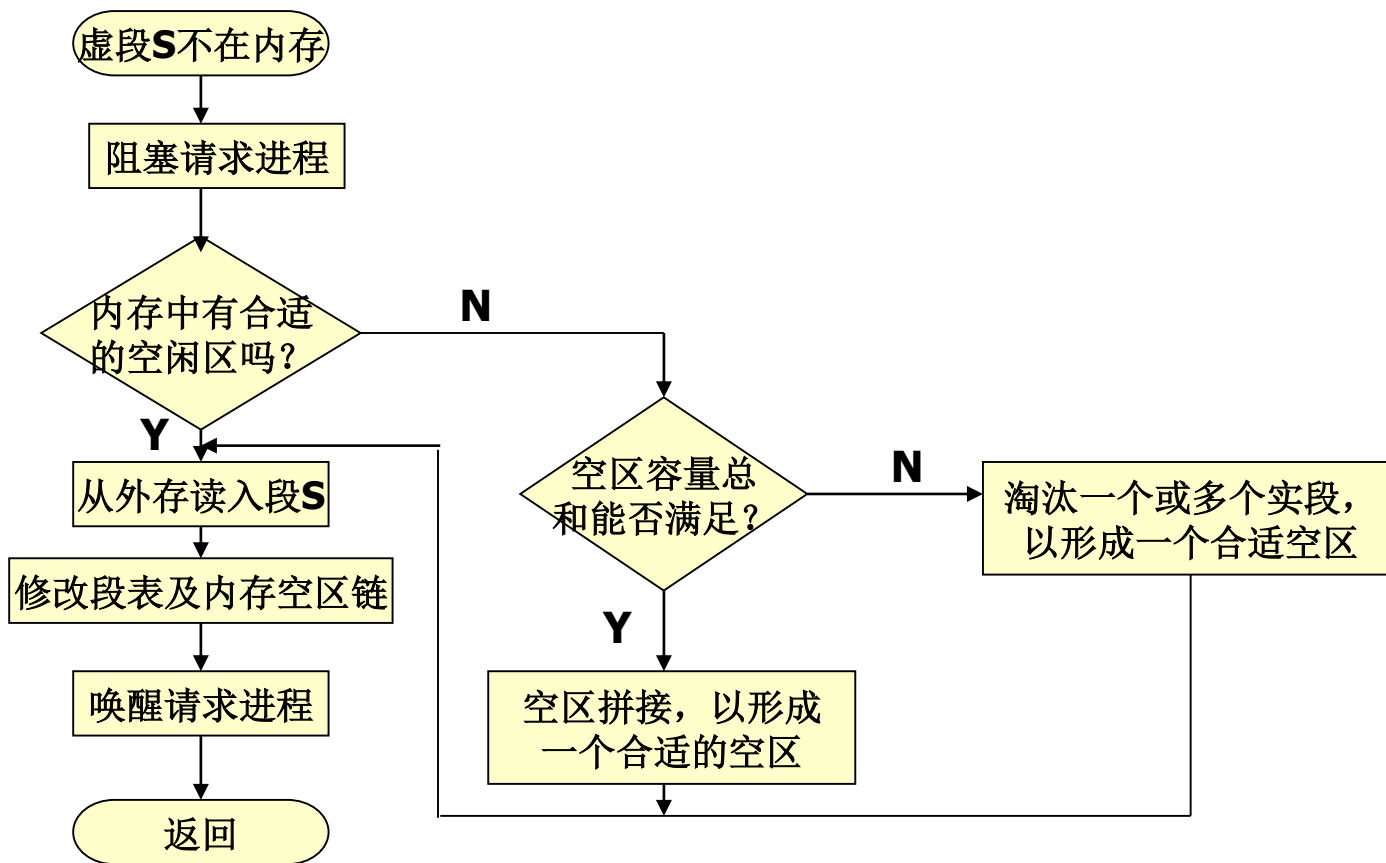 虚段S不在内存
阻塞请求进程
内存中有合适
的空闲区吗？
N
Y
从外存读入段S
修改段表及内存空区链
唤醒请求进程
返回
空区容量总
和能否满足？
N
淘汰一个或多个实段，
以形成一个合适空区
Y
空区拼接，以形成
一个合适的空区